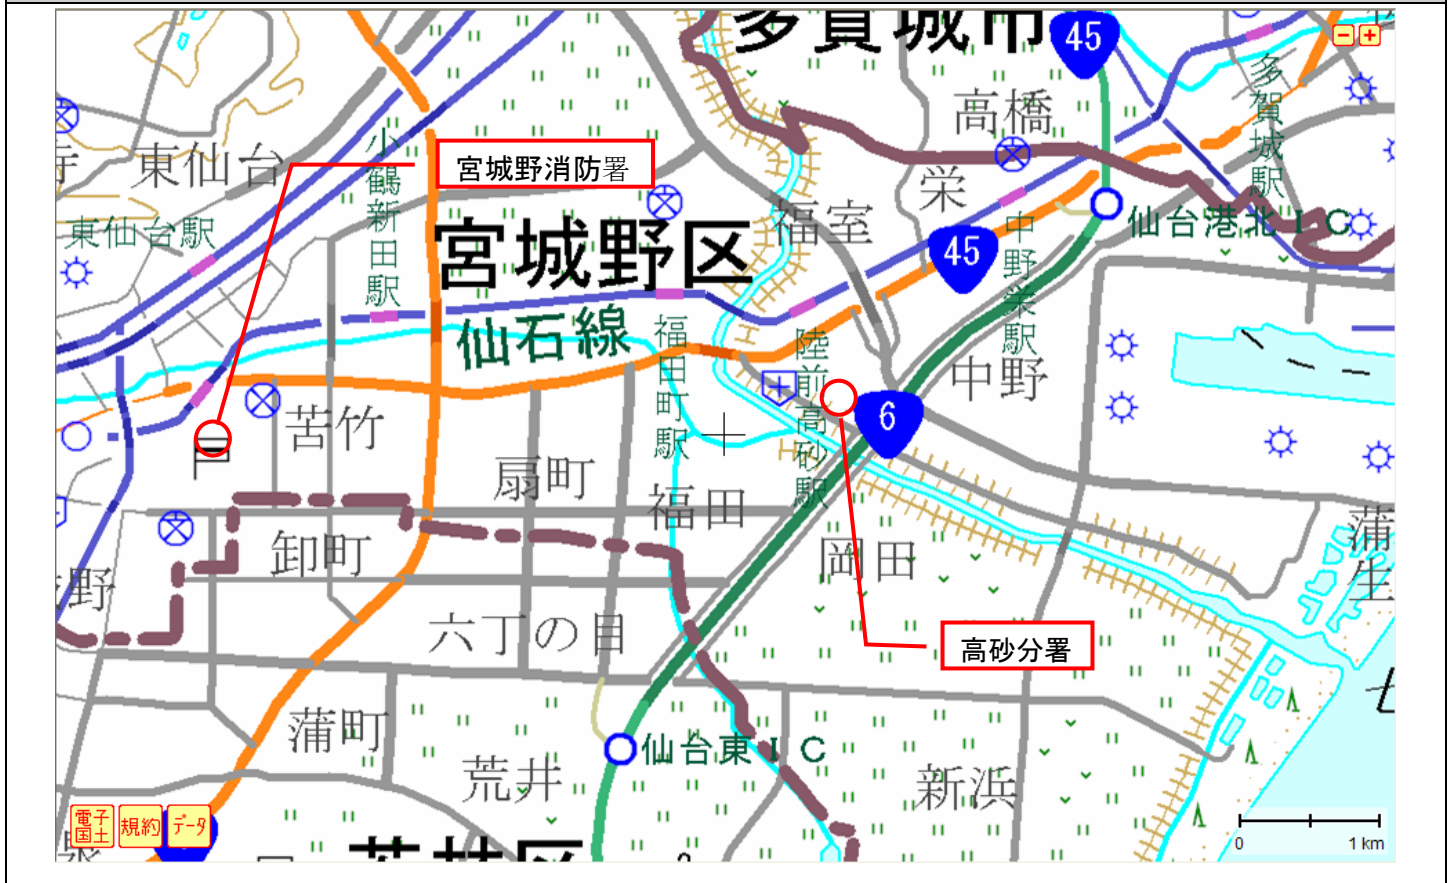 多賀城市
45
高橋
多賀城駅
東仙台
小鶴新田駅
宮城野消防署
栄
福室
仙台港北IC
東仙台駅
宮城野区
45
中野栄駅
仙石線
福田町駅
陸前高砂駅
中野
苦竹
6
扇町
福田
蒲生
卸町
岡田
野
六丁の目
高砂分署
蒲町
仙台東IC
荒井
新浜
電子国土
規約
データ
0
1 km